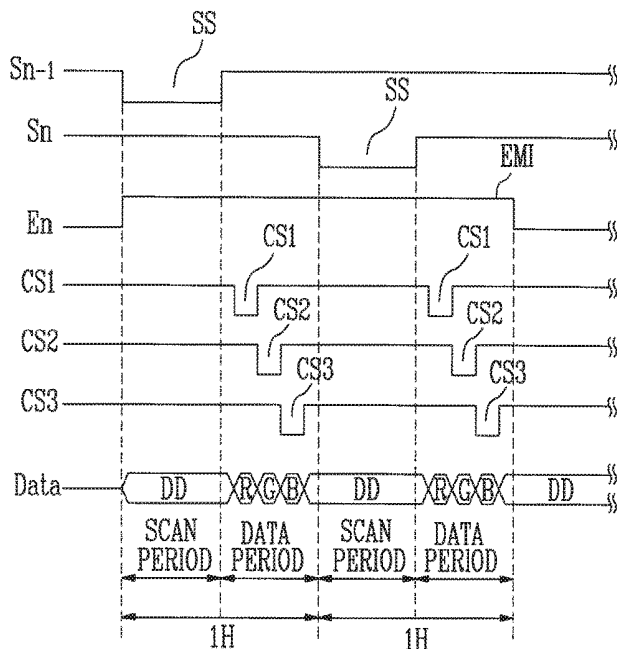 SS
Sn-1
SS
Sn
EMI
En
CS1 CS1
CS1
CS2 CS2
CS2
CS3 CS3
CS3
Data DD R G B DD R G B DD
SCAN PERIOD DATA PERIOD SCAN PERIOD DATA PERIOD
1H 1H